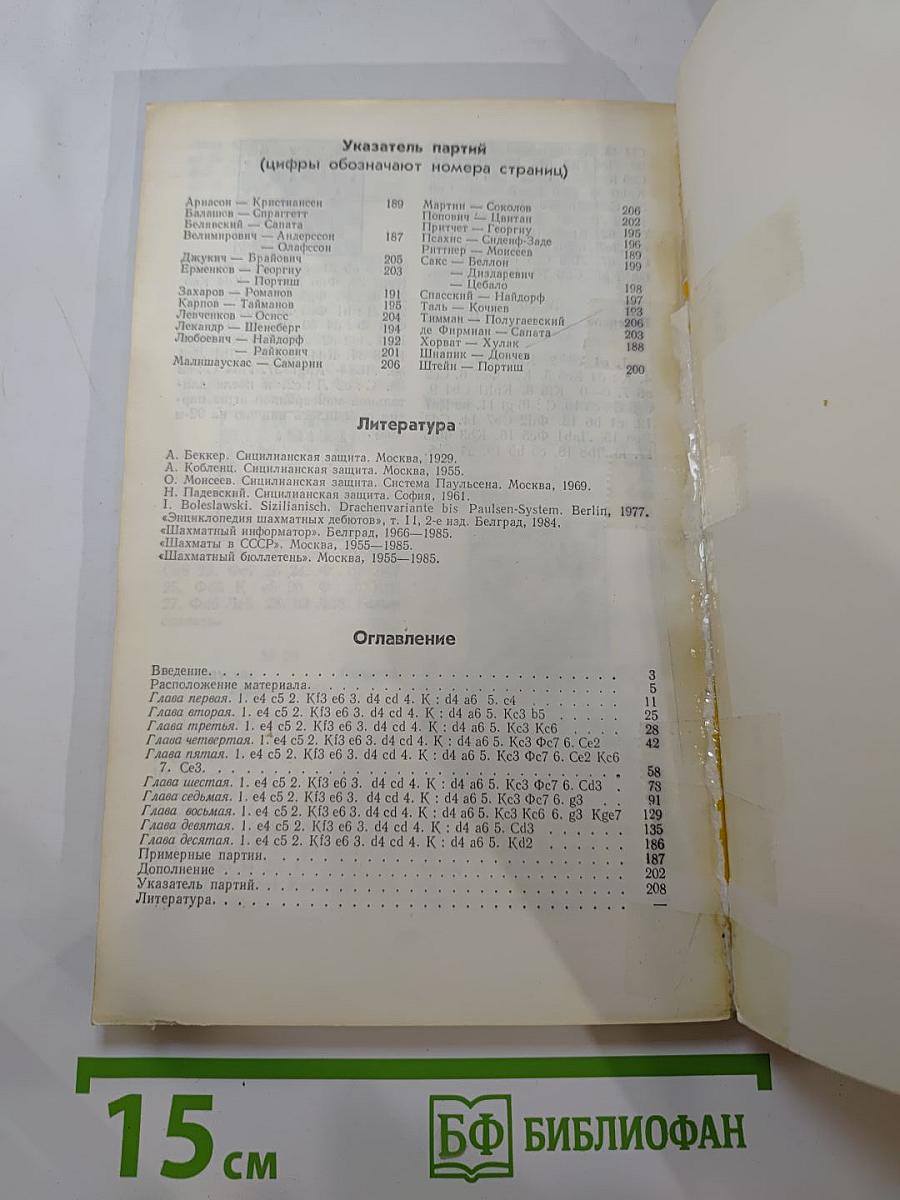 Указатель партий
(цифры обозначают номера страниц)
Арнасон — Кристиансен 189
Балашов — Спраггетт
Белявский — Сапата
Велимирович — Андерссон 187
— Олафссон
Джукич — Брайович 205
Ерменков — Георгиу 203
— Портиш
Захаров — Романов 191
Карпов — Тайманов 195
Левченков — Осисс 204
Лекандр — Шенеберг 194
Любоевич — Найдорф 192
— Райкович 201
Малишаускас — Самарин 206
Мартин — Соколов 206
Попович — Цвитан 202
Притчет — Георгиу 195
Псахис — Сиденф-Заде 196
Риттнер — Моисеев 189
Сакс — Беллон 199
— Диздаревич
— Цебало 198
Спасский — Найдорф 197
Таль — Кочиев 193
Тимман — Полугаевский 206
де Фирмиан — Сапата 203
Хорват — Хулак 188
Шнапик — Дончев
Штейн — Портиш 200
Литература
А. Беккер. Сицилианская защита. Москва, 1929.
А. Кобленц. Сицилианская защита. Москва, 1955.
О. Моисеев. Сицилианская защита. Система Паульсена. Москва, 1969.
Н. Падевский. Сицилианская защита. София, 1961.
I. Boleslawski. Sizilianisch. Drachenvariante bis Paulsen-System. Berlin, 1977.
«Энциклопедия шахматных дебютов», т. II, 2-е изд. Белград, 1984.
«Шахматный информатор». Белград, 1966—1985.
«Шахматы в СССР». Москва, 1955—1985.
«Шахматный бюллетень». Москва, 1955—1985.
Оглавление
Введение. . . . . . . . . . . . 3
Расположение материала. . . . . . . . . . . . 5
Глава первая. 1. e4 c5 2. Kf3 e6 3. d4 cd 4. K : d4 a6 5. c4 . . . . 11
Глава вторая. 1. e4 c5 2. Kf3 e6 3. d4 cd 4. K : d4 a6 5. Kc3 b5 . . . . 25
Глава третья. 1. e4 c5 2. Kf3 e6 3. d4 cd 4. K : d4 a6 5. Kc3 Kc6 . . . . 28
Глава четвертая. 1. e4 c5 2. Kf3 e6 3. d4 cd 4. K : d4 a6 5. Kc3 Фc7 6. Ce2 42
Глава пятая. 1. e4 c5 2. Kf3 e6 3. d4 cd 4. K : d4 a6 5. Kc3 Фc7 6. Ce2 Kc6
7. Ce3. . . . . . . . . . . . 58
Глава шестая. 1. e4 c5 2. Kf3 e6 3. d4 cd 4. K : d4 a6 5. Kc3 Фc7 6. Cd3 . 78
Глава седьмая. 1. e4 c5 2. Kf3 e6 3. d4 cd 4. K : d4 a6 5. Kc3 Фc7 6. g3 . . 91
Глава восьмая. 1. e4 c5 2. Kf3 e6 3. d4 cd 4. K : d4 a6 5. Kc3 Kc6 6. g3 Kge7 129
Глава девятая. 1. e4 c5 2. Kf3 e6 3. d4 cd 4. K : d4 a6 5. Cd3 . . . . 135
Глава десятая. 1. e4 c5 2. Kf3 e6 3. d4 cd 4. K : d4 a6 5. Kd2 . . . . 186
Примерные партии. . . . . . . . . . . . 187
Дополнение . . . . . . . . . . . . 202
Указатель партий. . . . . . . . . . . . 208
Литература. . . . . . . . . . . . —
15 см
БФ БИБЛИОФАН